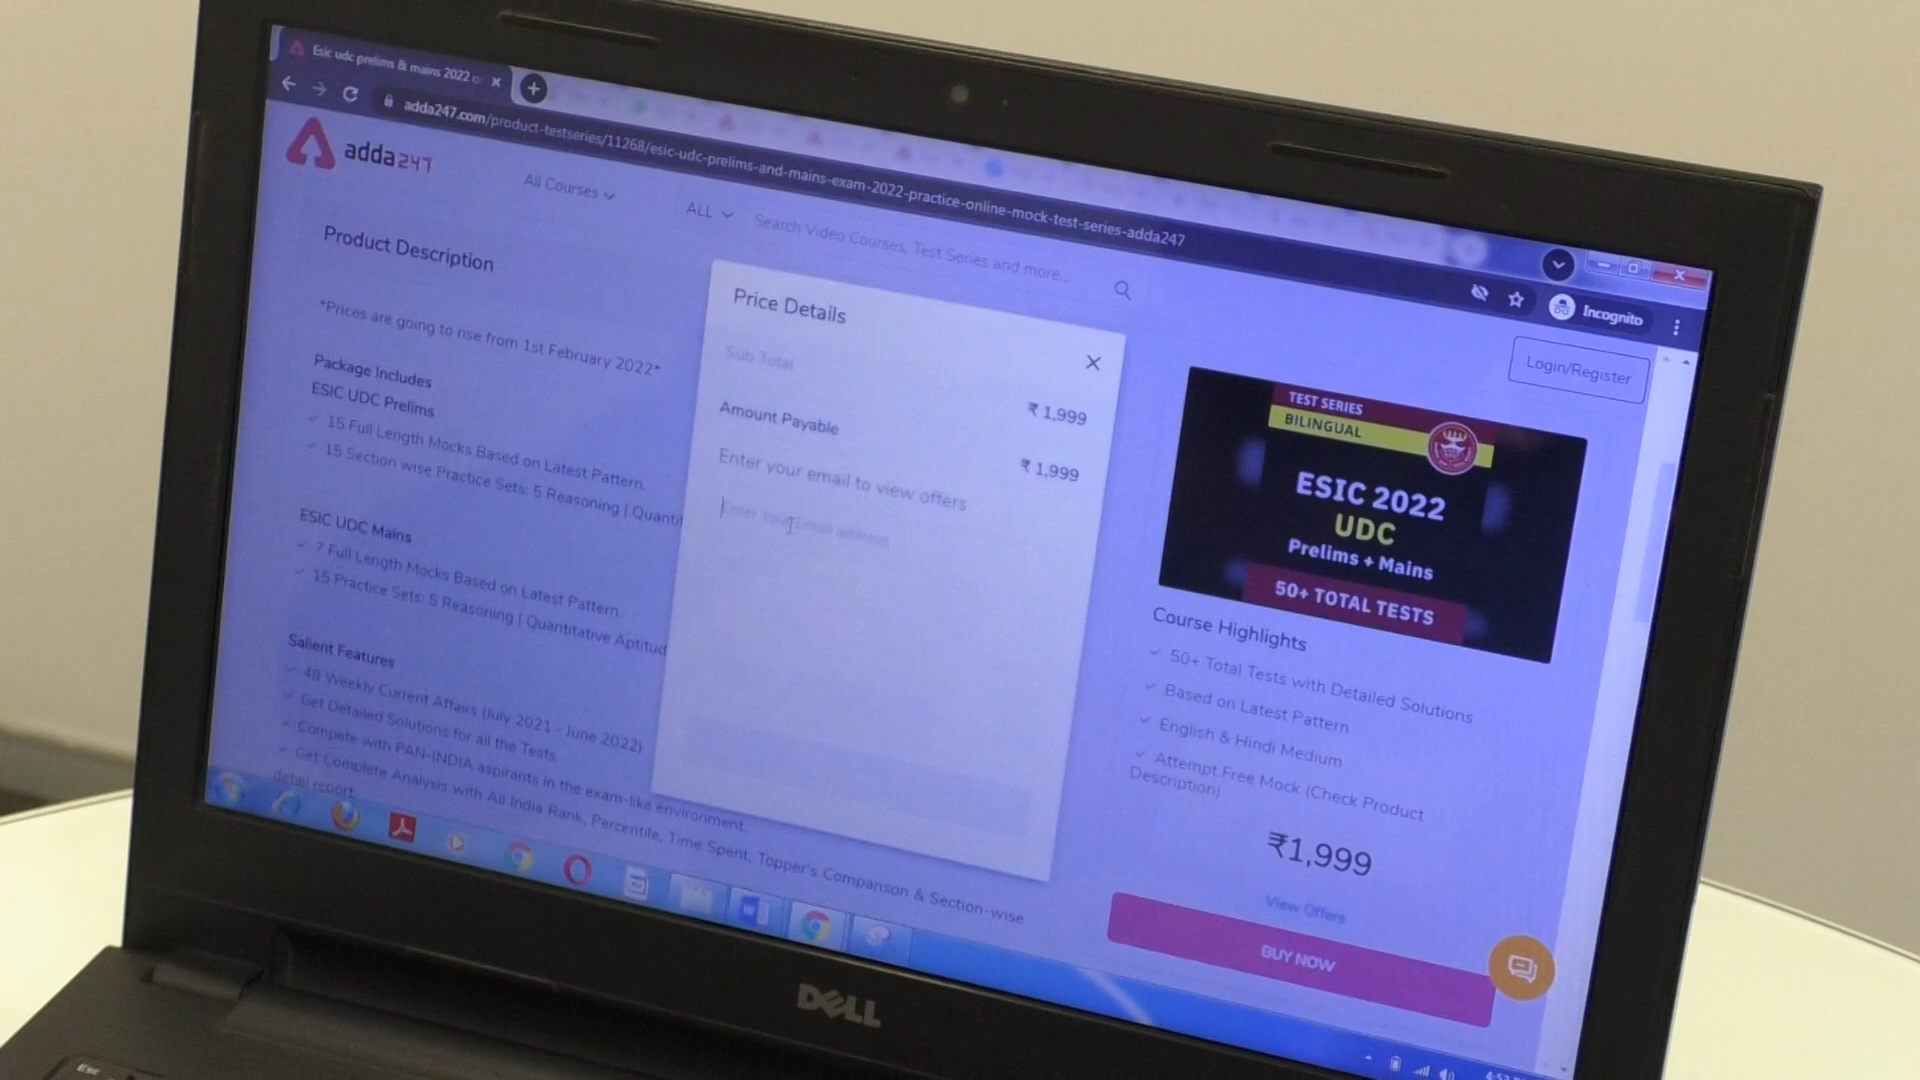 Esic udc prelims & mains 2022
adda247.com/product-testseries/11268/esic-udc-prelims-and-mains-exam-2022-practice-online-mock-test-series-adda247
Incognito
adda247
All Courses
ALL
Search Video Courses, Test Series and more...
Login/Register
Product Description
*Prices are going to rise from 1st February 2022*
Package Includes
ESIC UDC Prelims
15 Full Length Mocks Based on Latest Pattern.
15 Section wise Practice Sets: 5 Reasoning | Quantit
ESIC UDC Mains
7 Full Length Mocks Based on Latest Pattern.
15 Practice Sets: 5 Reasoning | Quantitative Aptitud
Salient Features
48 Weekly Current Affairs (July 2021 - June 2022)
Get Detailed Solutions for all the Tests.
Compete with PAN-INDIA aspirants in the exam-like environment.
Get Complete Analysis with All India Rank, Percentile, Time Spent, Topper's Comparison & Section-wise
detail report.
Price Details
Sub Total
₹ 1,999
Amount Payable
₹ 1,999
Enter your email to view offers
Enter Your Email address
TEST SERIES
BILINGUAL
ESIC 2022
UDC
Prelims + Mains
50+ TOTAL TESTS
Course Highlights
50+ Total Tests with Detailed Solutions
Based on Latest Pattern
English & Hindi Medium
Attempt Free Mock (Check Product
Description)
₹1,999
View Offers
BUY NOW
DELL
Esc